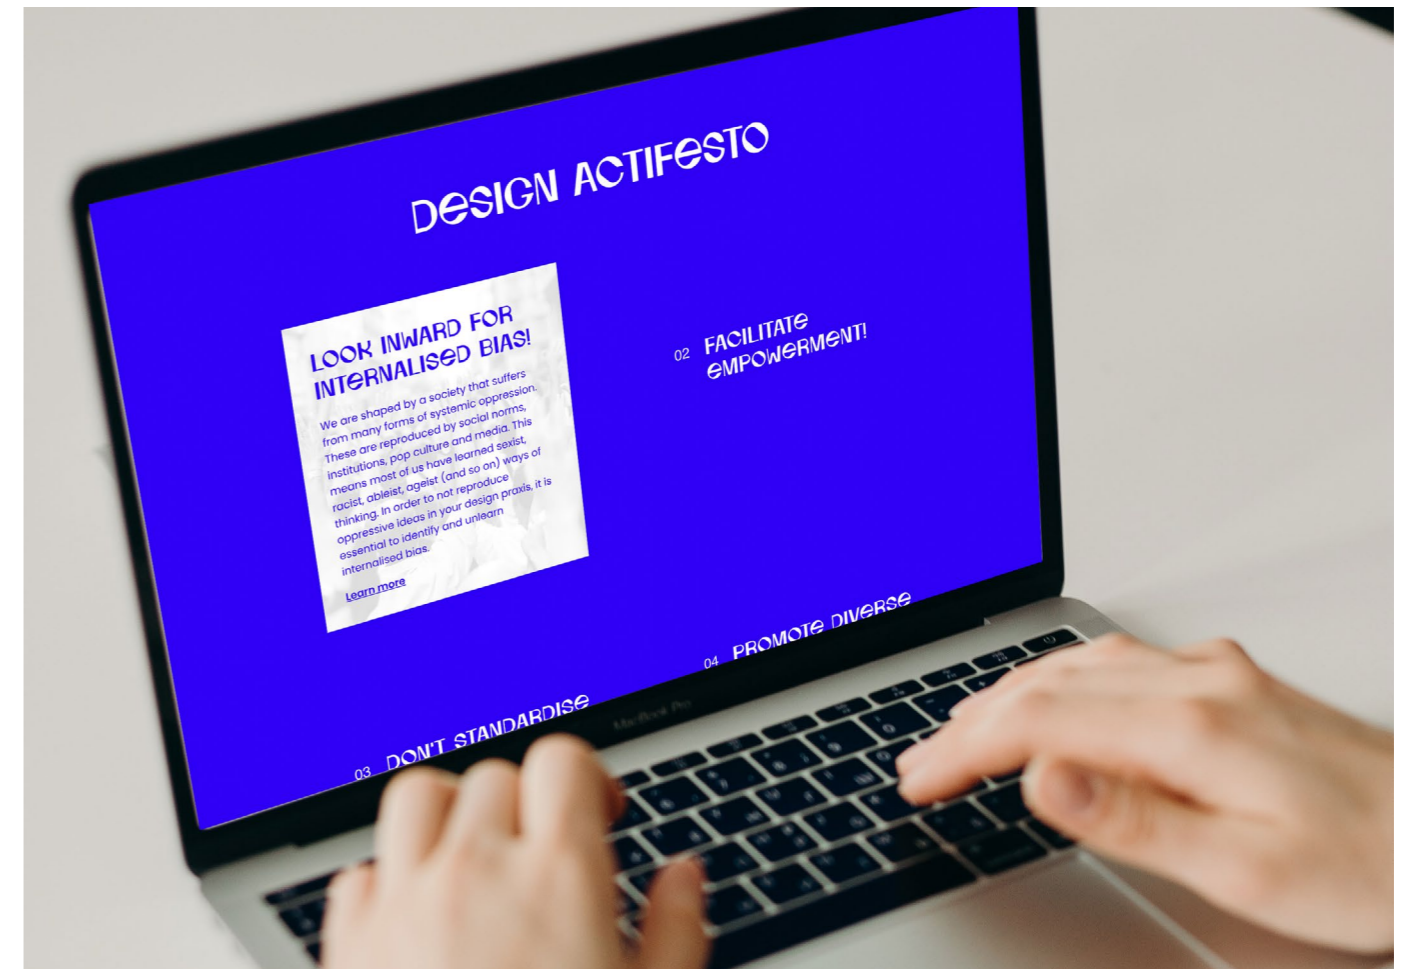 DESIGN ACTIFESTO
LOOK INWARD FOR
INTERNALISED BIAS!
We are shaped by a society that suffers
from many forms of systemic oppression.
These are reproduced by social norms,
institutions, pop culture and media. This
means most of us have learned sexist,
racist, ableist, ageist (and so on) ways of
thinking. In order to not reproduce
oppressive ideas in your design praxis, it is
essential to identify and unlearn
internalised bias.
Learn more
02 FACILITATE
EMPOWERMENT!
03 DON'T STANDARDISE
04 PROMOTE DIVERSE
MacBook Pro